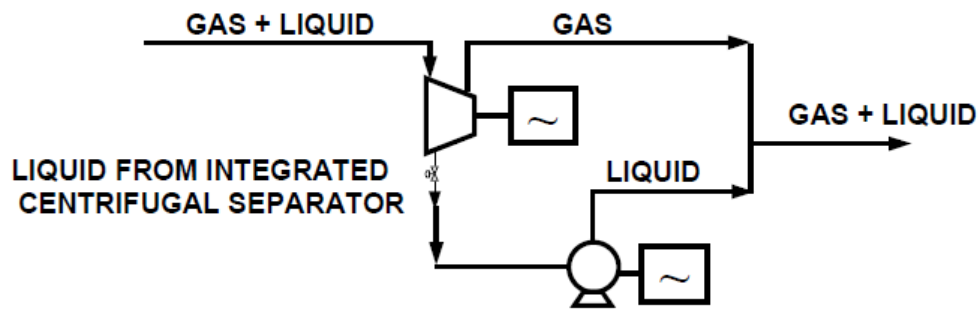 GAS + LIQUID
GAS
GAS + LIQUID
LIQUID FROM INTEGRATED
CENTRIFUGAL SEPARATOR
LIQUID
~
~